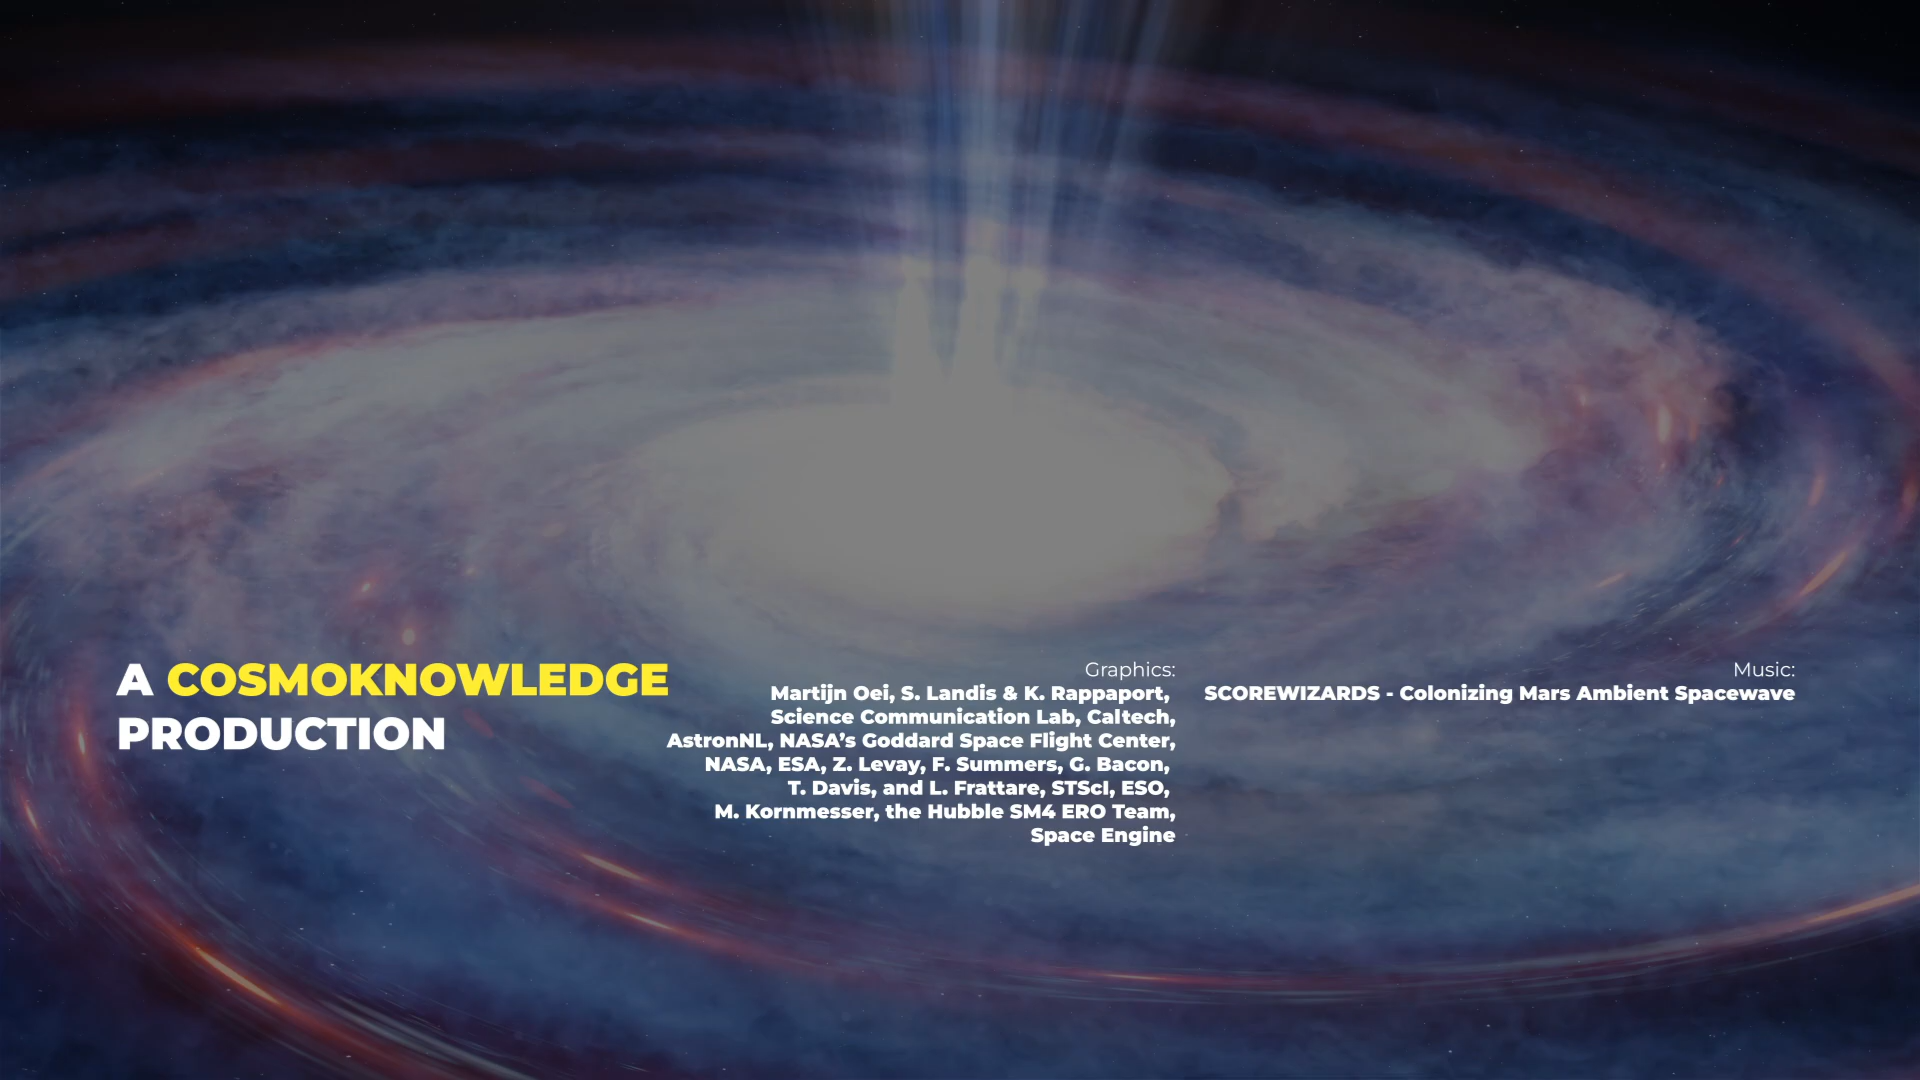 A COSMOKNOWLEDGE
PRODUCTION
Graphics:
Martijn Oei, S. Landis & K. Rappaport,
Science Communication Lab, Caltech,
AstronNL, NASA’s Goddard Space Flight Center,
NASA, ESA, Z. Levay, F. Summers, G. Bacon,
T. Davis, and L. Frattare, STScI, ESO,
M. Kornmesser, the Hubble SM4 ERO Team,
Space Engine
Music:
SCOREWIZARDS - Colonizing Mars Ambient Spacewave